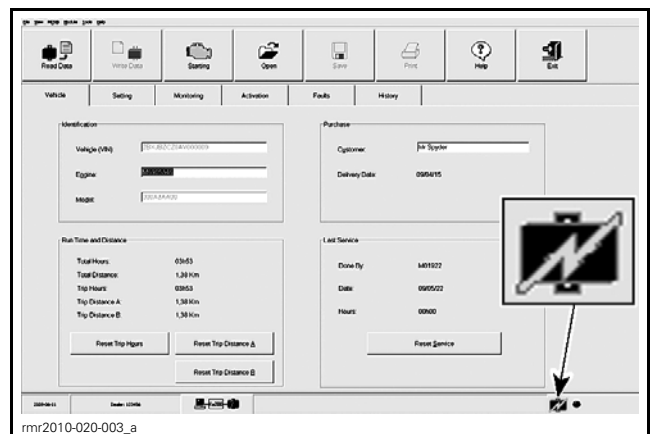 Read Data
Write Data
Starting
Open
Save
Print
Help
Exit
Vehicle Setting Monitoring Activation Faults History
Identification
Vehicle (VIN):
Engine:
Model:
Purchase
Customer: Mr Spyder
Delivery Date: 09/04/15
Run Time and Distance
Total Hours: 03h53
Total Distance: 1,38 Km
Trip Hours: 03h53
Trip Distance A: 1,38 Km
Trip Distance B: 1,38 Km
Reset Trip Hours
Reset Trip Distance A
Reset Trip Distance B
Last Service
Done By: M01922
Date: 09/05/22
Hours: 00h00
Reset Service
rmr2010-020-003_a